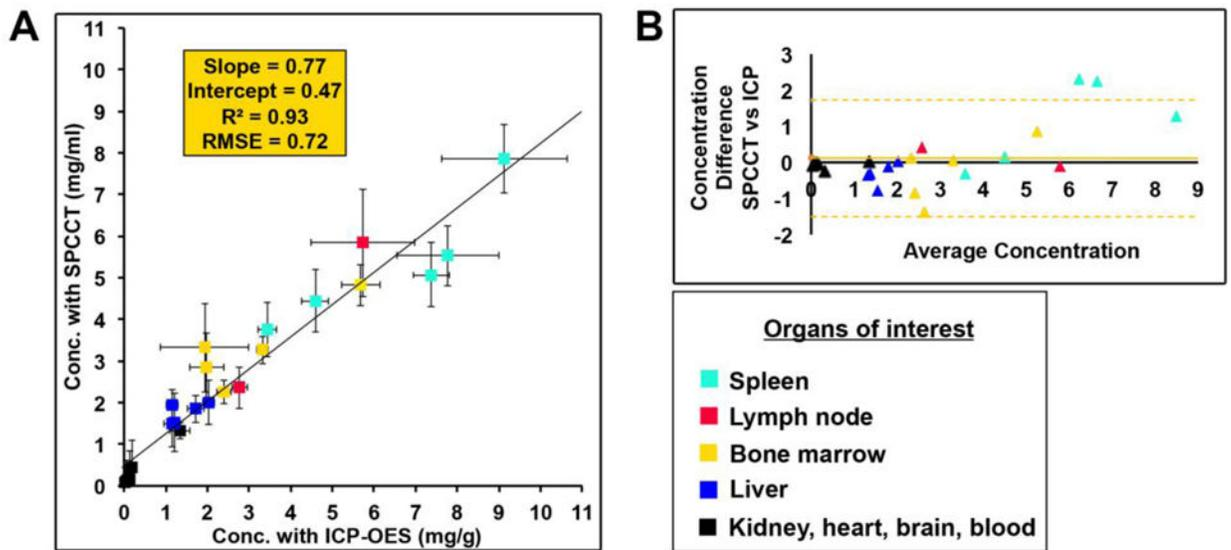 A
Conc. with SPCCT (mg/ml)
11
10
9
8
7
6
5
4
3
2
1
0
Slope = 0.77
Intercept = 0.47
R² = 0.93
RMSE = 0.72
0 1 2 3 4 5 6 7 8 9 10 11
Conc. with ICP-OES (mg/g)
B
Concentration
Difference
SPCCT vs ICP
3
2
1
0
-1
-2
0 1 2 3 4 5 6 7 8 9
Average Concentration
Organs of interest
Spleen
Lymph node
Bone marrow
Liver
Kidney, heart, brain, blood